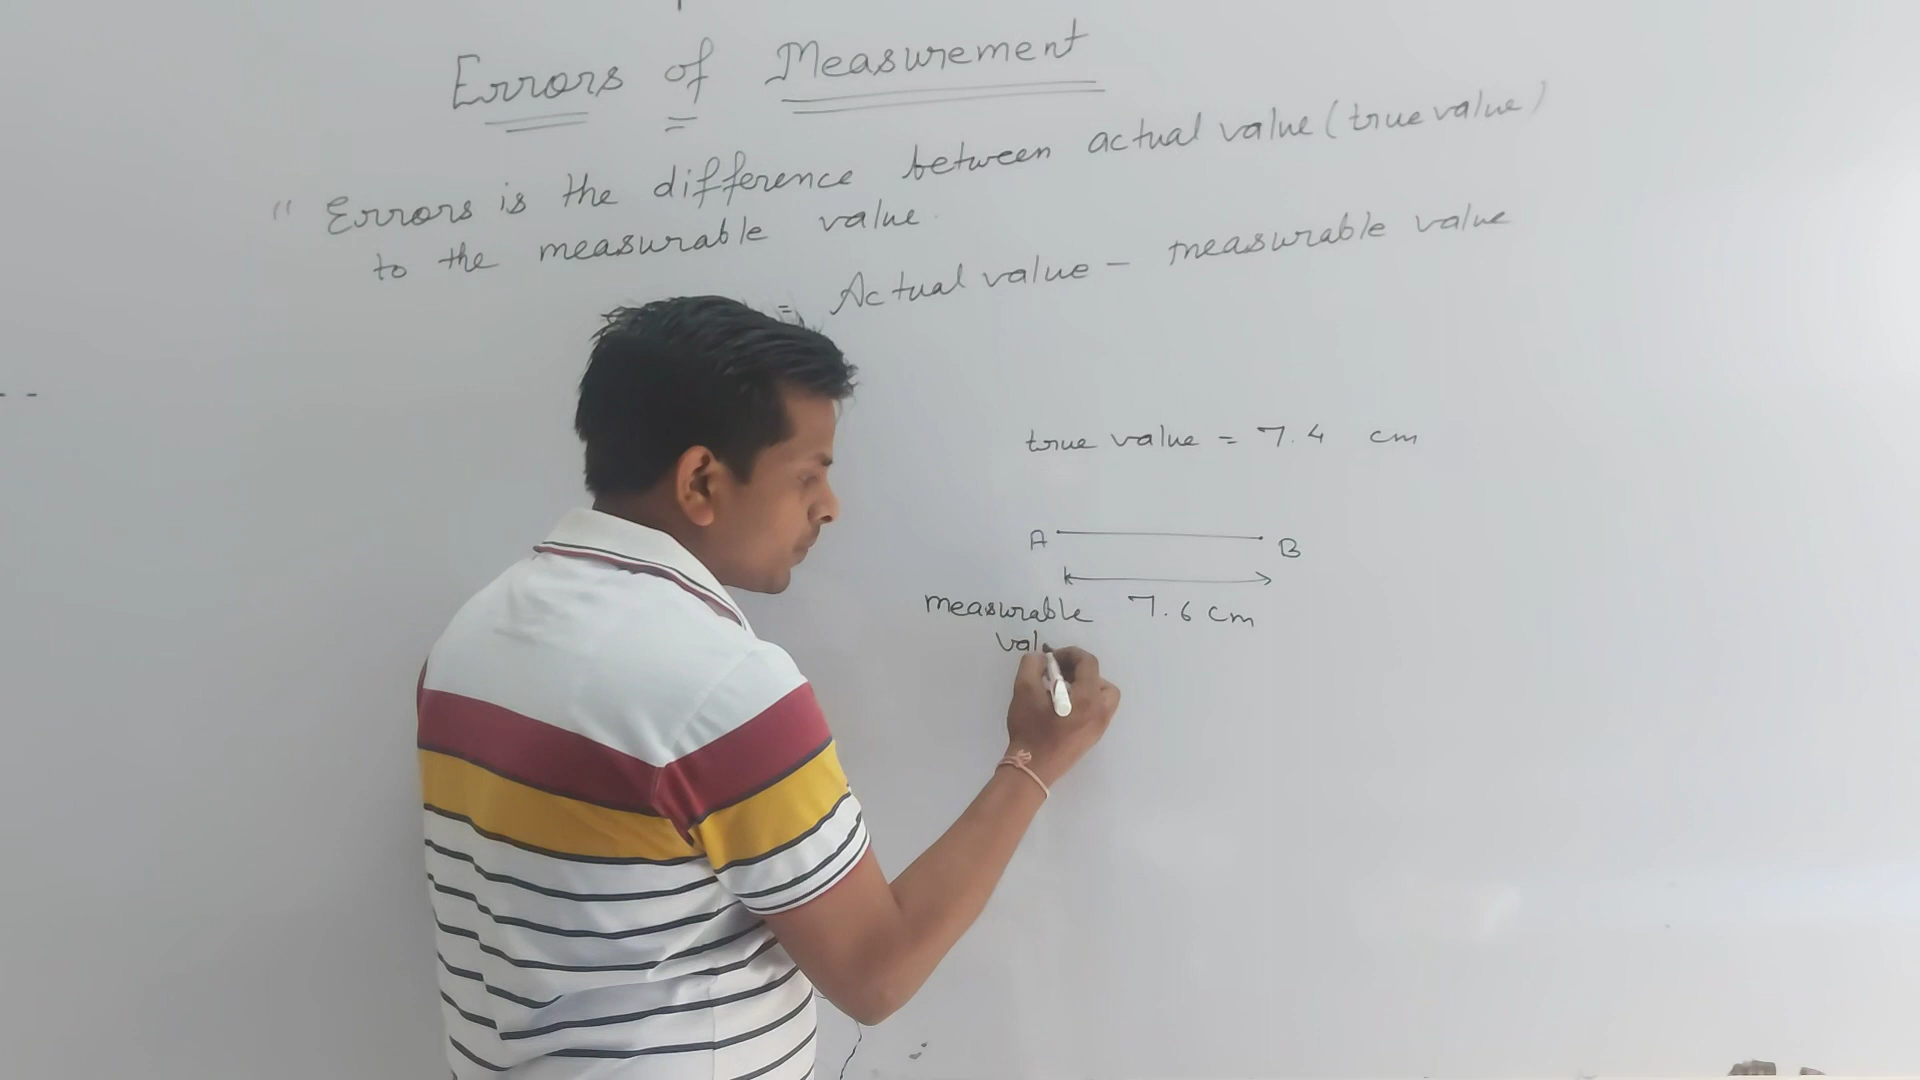 Errors of Measurement
" Errors is the difference between actual value (true value)
to the measurable value.
= Actual value - measurable value
true value = 7.4 cm
A B
measurable 7.6 cm
val